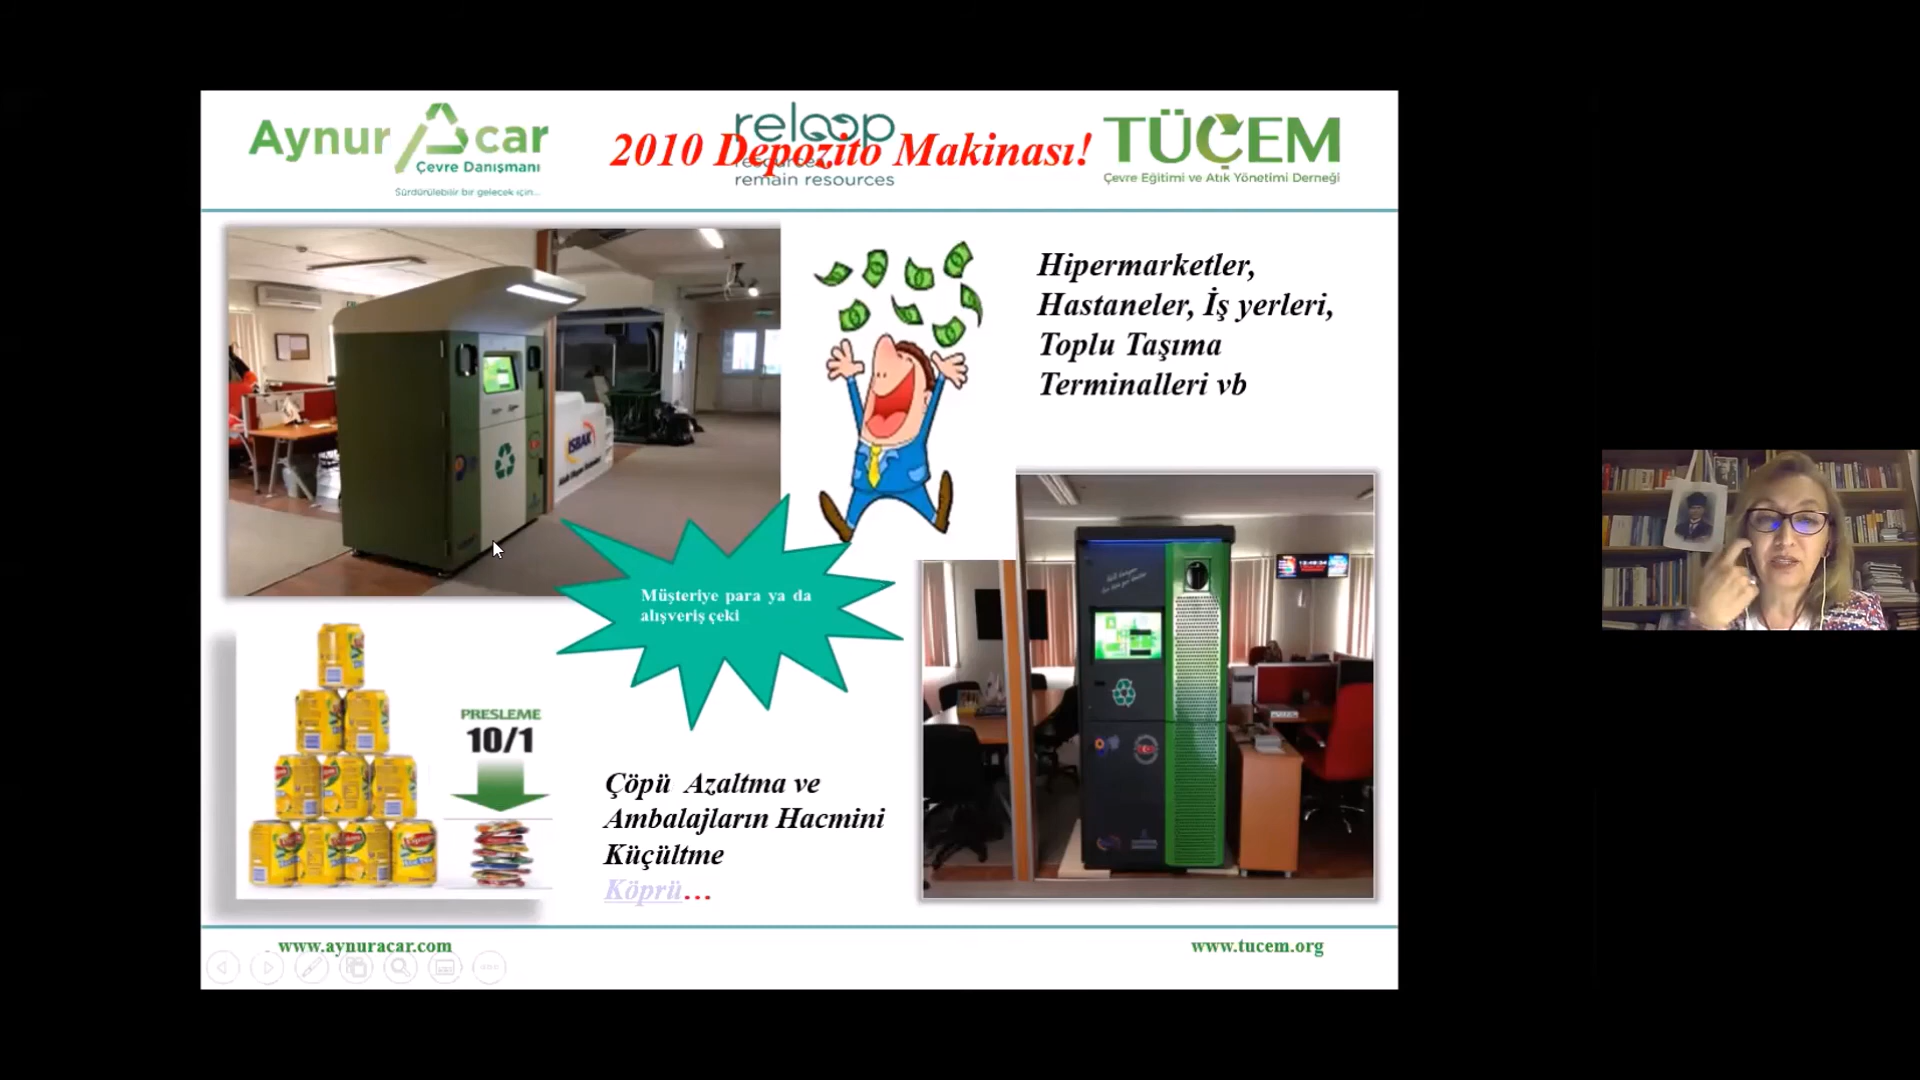 Aynur Acar
Çevre Danışmanı
Sürdürülebilir bir gelecek için...
reloop
2010 Depozito Makinası!
remain resources
TÜÇEM
Çevre Eğitimi ve Atık Yönetimi Derneği
Hipermarketler,
Hastaneler, İş yerleri,
Toplu Taşıma
Terminalleri vb
İSBAK
Müşteriye para ya da
alışveriş çeki
PRESLEME
10/1
Çöpü Azaltma ve
Ambalajların Hacmini
Küçültme
Köprü...
www.aynuracar.com
www.tucem.org